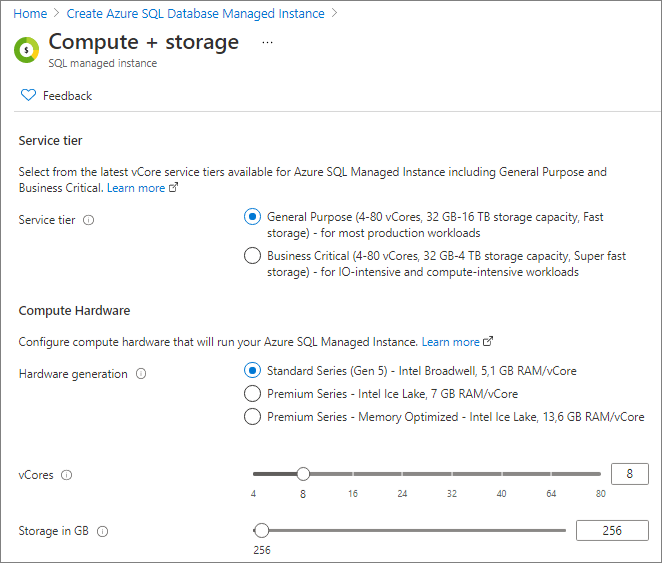 Home > Create Azure SQL Database Managed Instance >
$
Compute + storage ...
SQL managed instance
Feedback
Service tier
Select from the latest vCore service tiers available for Azure SQL Managed Instance including General Purpose and
Business Critical. Learn more
Service tier
General Purpose (4-80 vCores, 32 GB-16 TB storage capacity, Fast
storage) - for most production workloads
Business Critical (4-80 vCores, 32 GB-4 TB storage capacity, Super fast
storage) - for IO-intensive and compute-intensive workloads
Compute Hardware
Configure compute hardware that will run your Azure SQL Managed Instance. Learn more
Hardware generation
Standard Series (Gen 5) - Intel Broadwell, 5,1 GB RAM/vCore
Premium Series - Intel Ice Lake, 7 GB RAM/vCore
Premium Series - Memory Optimized - Intel Ice Lake, 13,6 GB RAM/vCore
vCores 8
4 8 16 24 32 40 64 80
Storage in GB 256
256